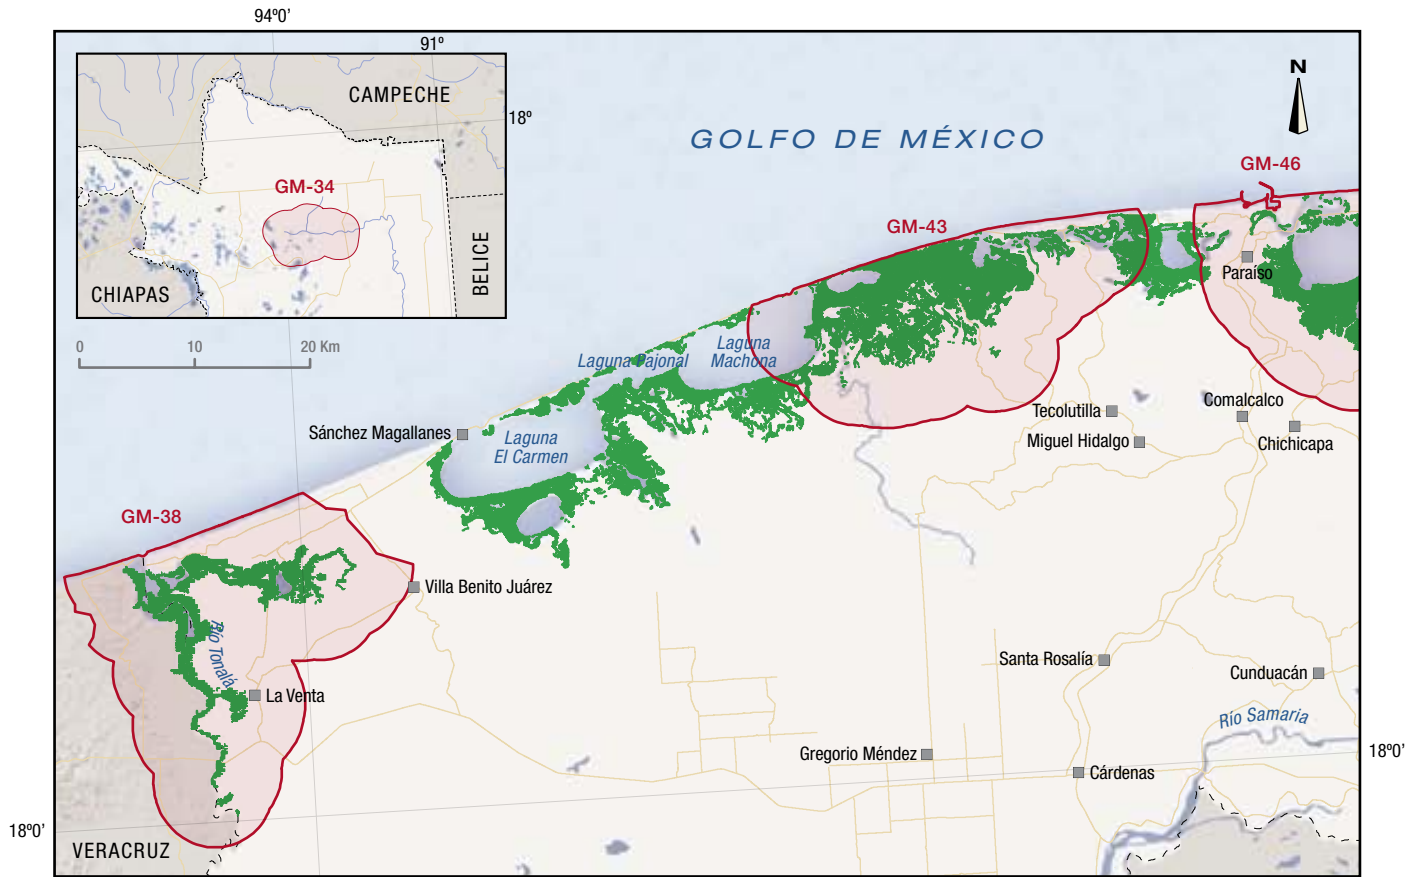 94º0'
91º
CAMPECHE
18º
GM-34
BELICE
CHIAPAS
0 10 20 Km
N
GOLFO DE MÉXICO
GM-46
GM-43
Paraíso
Laguna Pajonal
Laguna
Machona
Tecolutilla
Comalcalco
Miguel Hidalgo
Chichicapa
Sánchez Magallanes
Laguna
El Carmen
GM-38
Villa Benito Juárez
Río Tonalá
La Venta
Santa Rosalía
Cunduacán
Río Samaria
Gregorio Méndez
Cárdenas
18º0'
18º0'
VERACRUZ